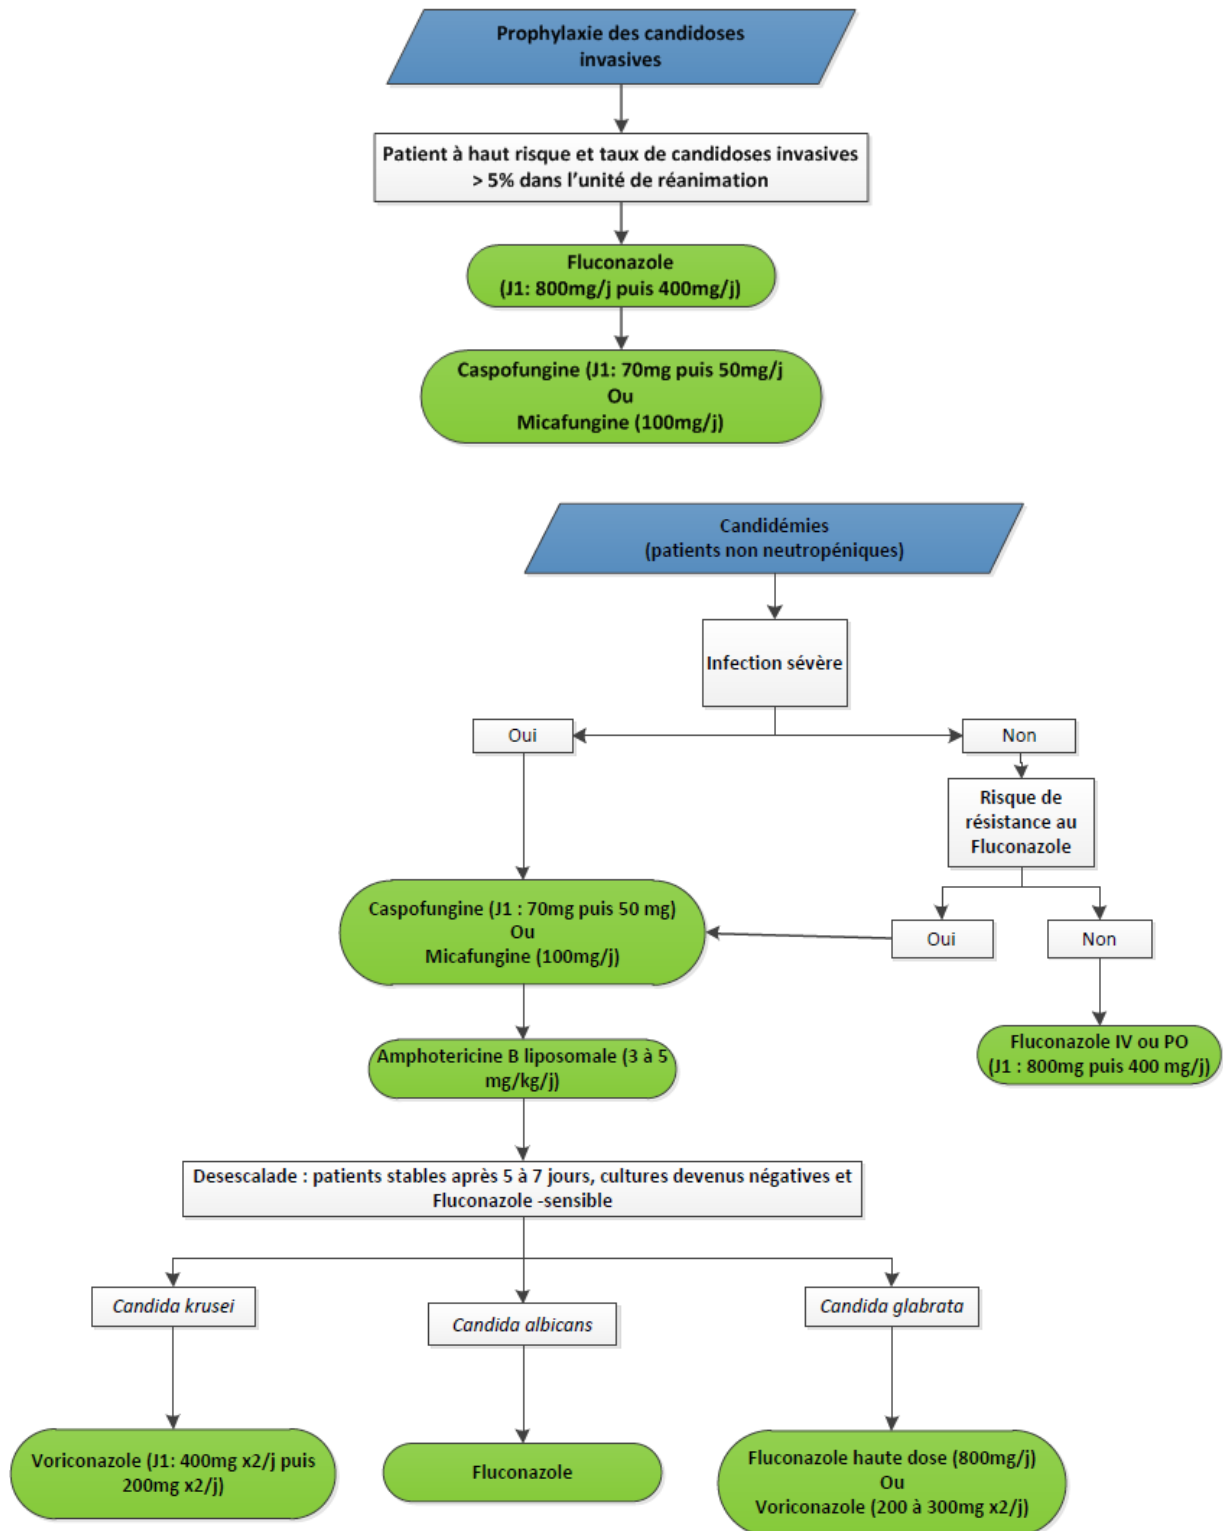 Prophylaxie des candidoses
invasives
Patient à haut risque et taux de candidoses invasives
> 5% dans l'unité de réanimation
Fluconazole
(J1: 800mg/j puis 400mg/j)
Caspofungine (J1: 70mg puis 50mg/j
Ou
Micafungine (100mg/j)
Candidémies
(patients non neutropéniques)
Infection sévère
Oui
Non
Risque de
résistance au
Fluconazole
Caspofungine (J1 : 70mg puis 50 mg)
Ou
Micafungine (100mg/j)
Oui
Non
Amphotericine B liposomale (3 à 5
mg/kg/j)
Fluconazole IV ou PO
(J1 : 800mg puis 400 mg/j)
Desescalade : patients stables après 5 à 7 jours, cultures devenus négatives et
Fluconazole -sensible
Candida krusei
Candida albicans
Candida glabrata
Voriconazole (J1: 400mg x2/j puis
200mg x2/j)
Fluconazole
Fluconazole haute dose (800mg/j)
Ou
Voriconazole (200 à 300mg x2/j)